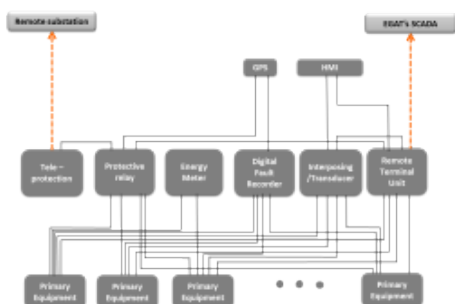 Remote substation
EGAT's SCADA
GPS
HMI
Tele –
protection
Protective
relay
Energy
Meter
Digital
Fault
Recorder
Interposing
/Transducer
Remote
Terminal
Unit
Primary
Equipment
Primary
Equipment
Primary
Equipment
Primary
Equipment